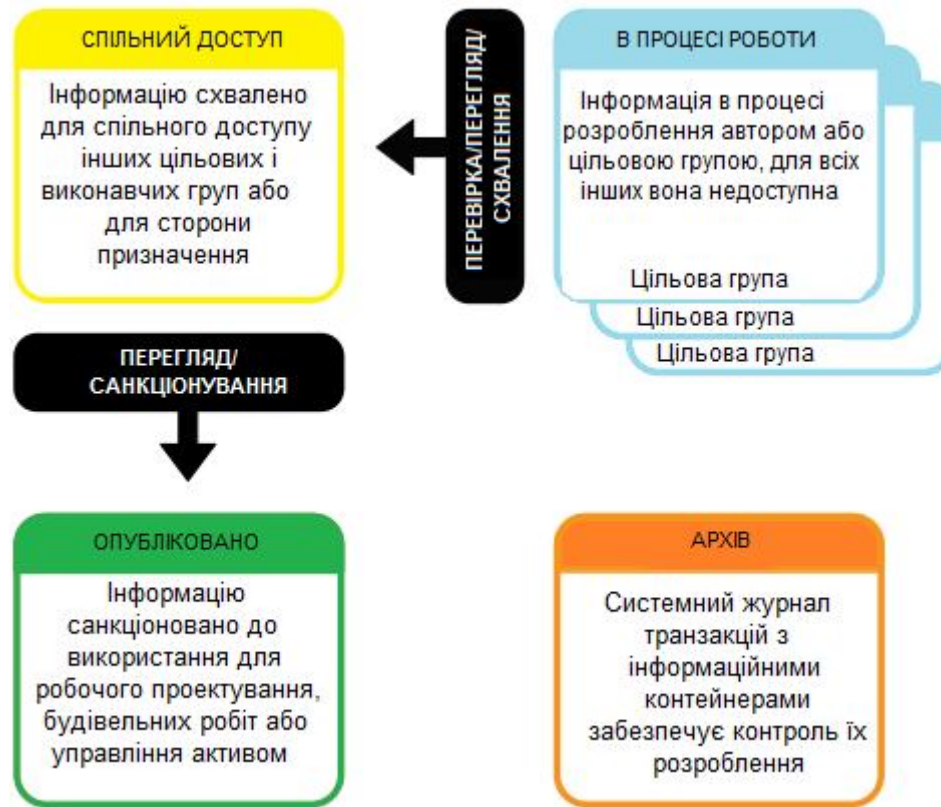 СПІЛЬНИЙ ДОСТУП
Інформацію схвалено
для спільного доступу
інших цільових і
виконавчих груп або
для сторони
призначення
ПЕРЕВІРКА/ПЕРЕГЛЯД/
СХВАЛЕННЯ
В ПРОЦЕСІ РОБОТИ
Інформація в процесі
розроблення автором або
цільовою групою, для всіх
інших вона недоступна
Цільова група
Цільова група
Цільова група
ПЕРЕГЛЯД/
САНКЦІОНУВАННЯ
ОПУБЛІКОВАНО
Інформацію
санкціоновано до
використання для
робочого проектування,
будівельних робіт або
управління активом
АРХІВ
Системний журнал
транзакцій з
інформаційними
контейнерами
забезпечує контроль їх
розроблення